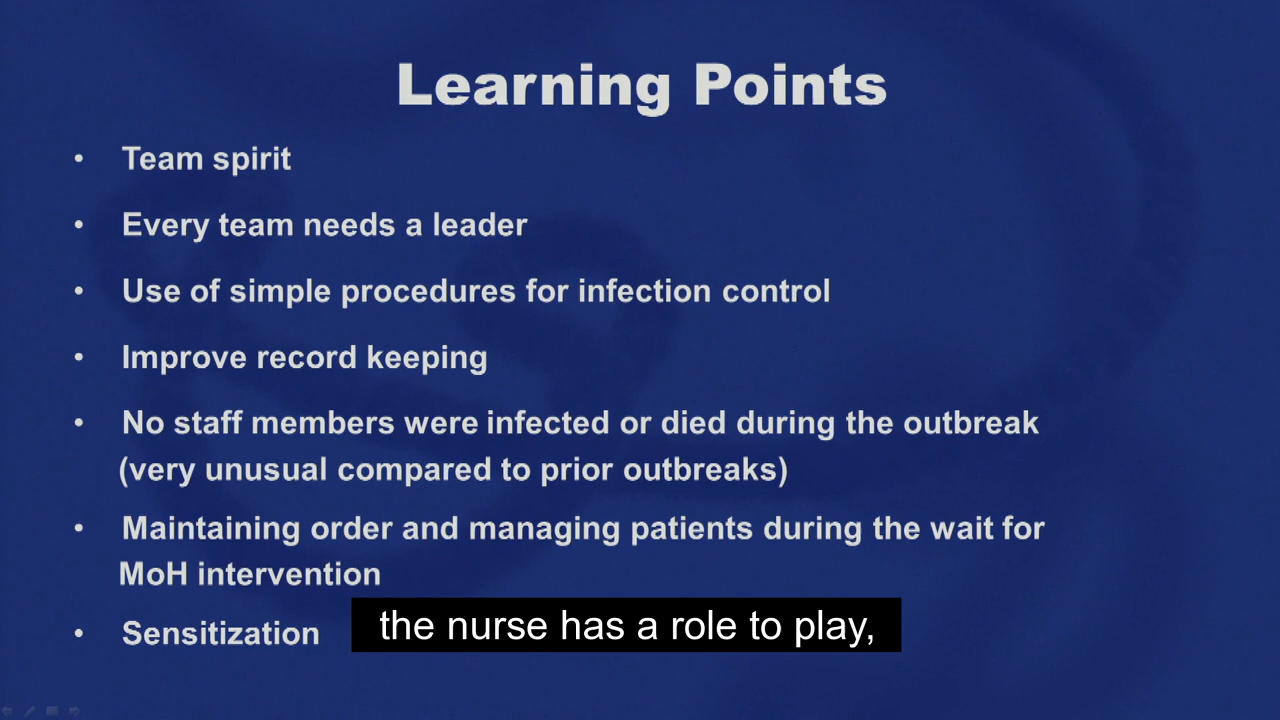 Learning Points
• Team spirit
• Every team needs a leader
• Use of simple procedures for infection control
• Improve record keeping
• No staff members were infected or died during the outbreak
(very unusual compared to prior outbreaks)
• Maintaining order and managing patients during the wait for
MoH intervention
• Sensitization
the nurse has a role to play,